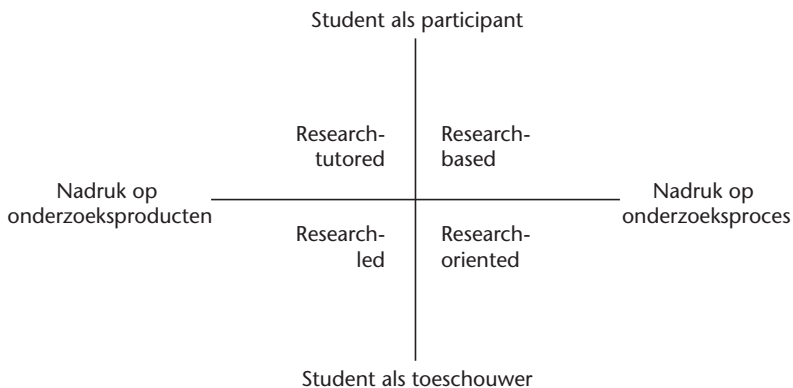 Student als participant
Research-
tutored
Research-
based
Nadruk op
onderzoeksproducten
Nadruk op
onderzoeksproces
Research-
led
Research-
oriented
Student als toeschouwer